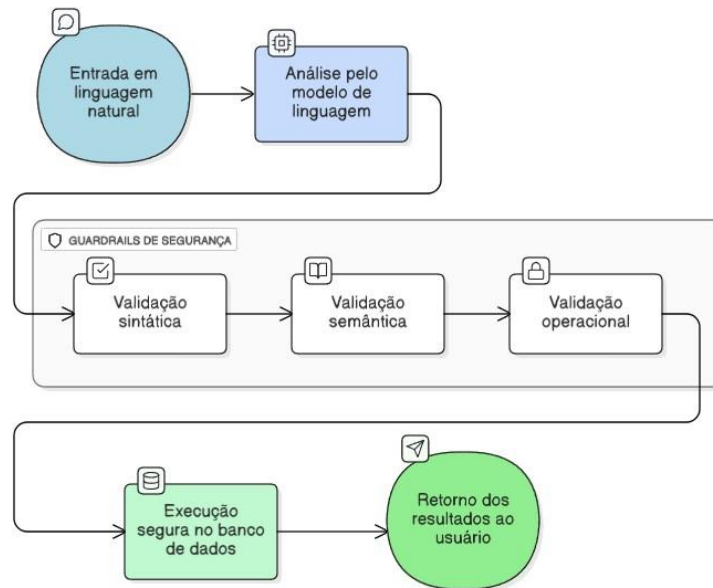 Entrada em
linguagem
natural
Análise pelo
modelo de
linguagem
GUARDRAILS DE SEGURANÇA
Validação
sintática
Validação
semântica
Validação
operacional
Execução
segura no banco
de dados
Retorno dos
resultados ao
usuário